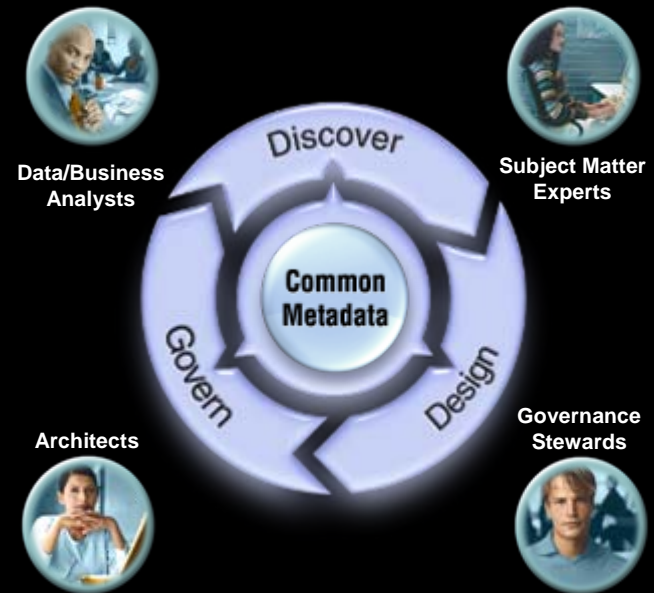 Data/Business
Analysts
Subject Matter
Experts
Discover
Common
Metadata
Govern
Design
Architects
Governance
Stewards